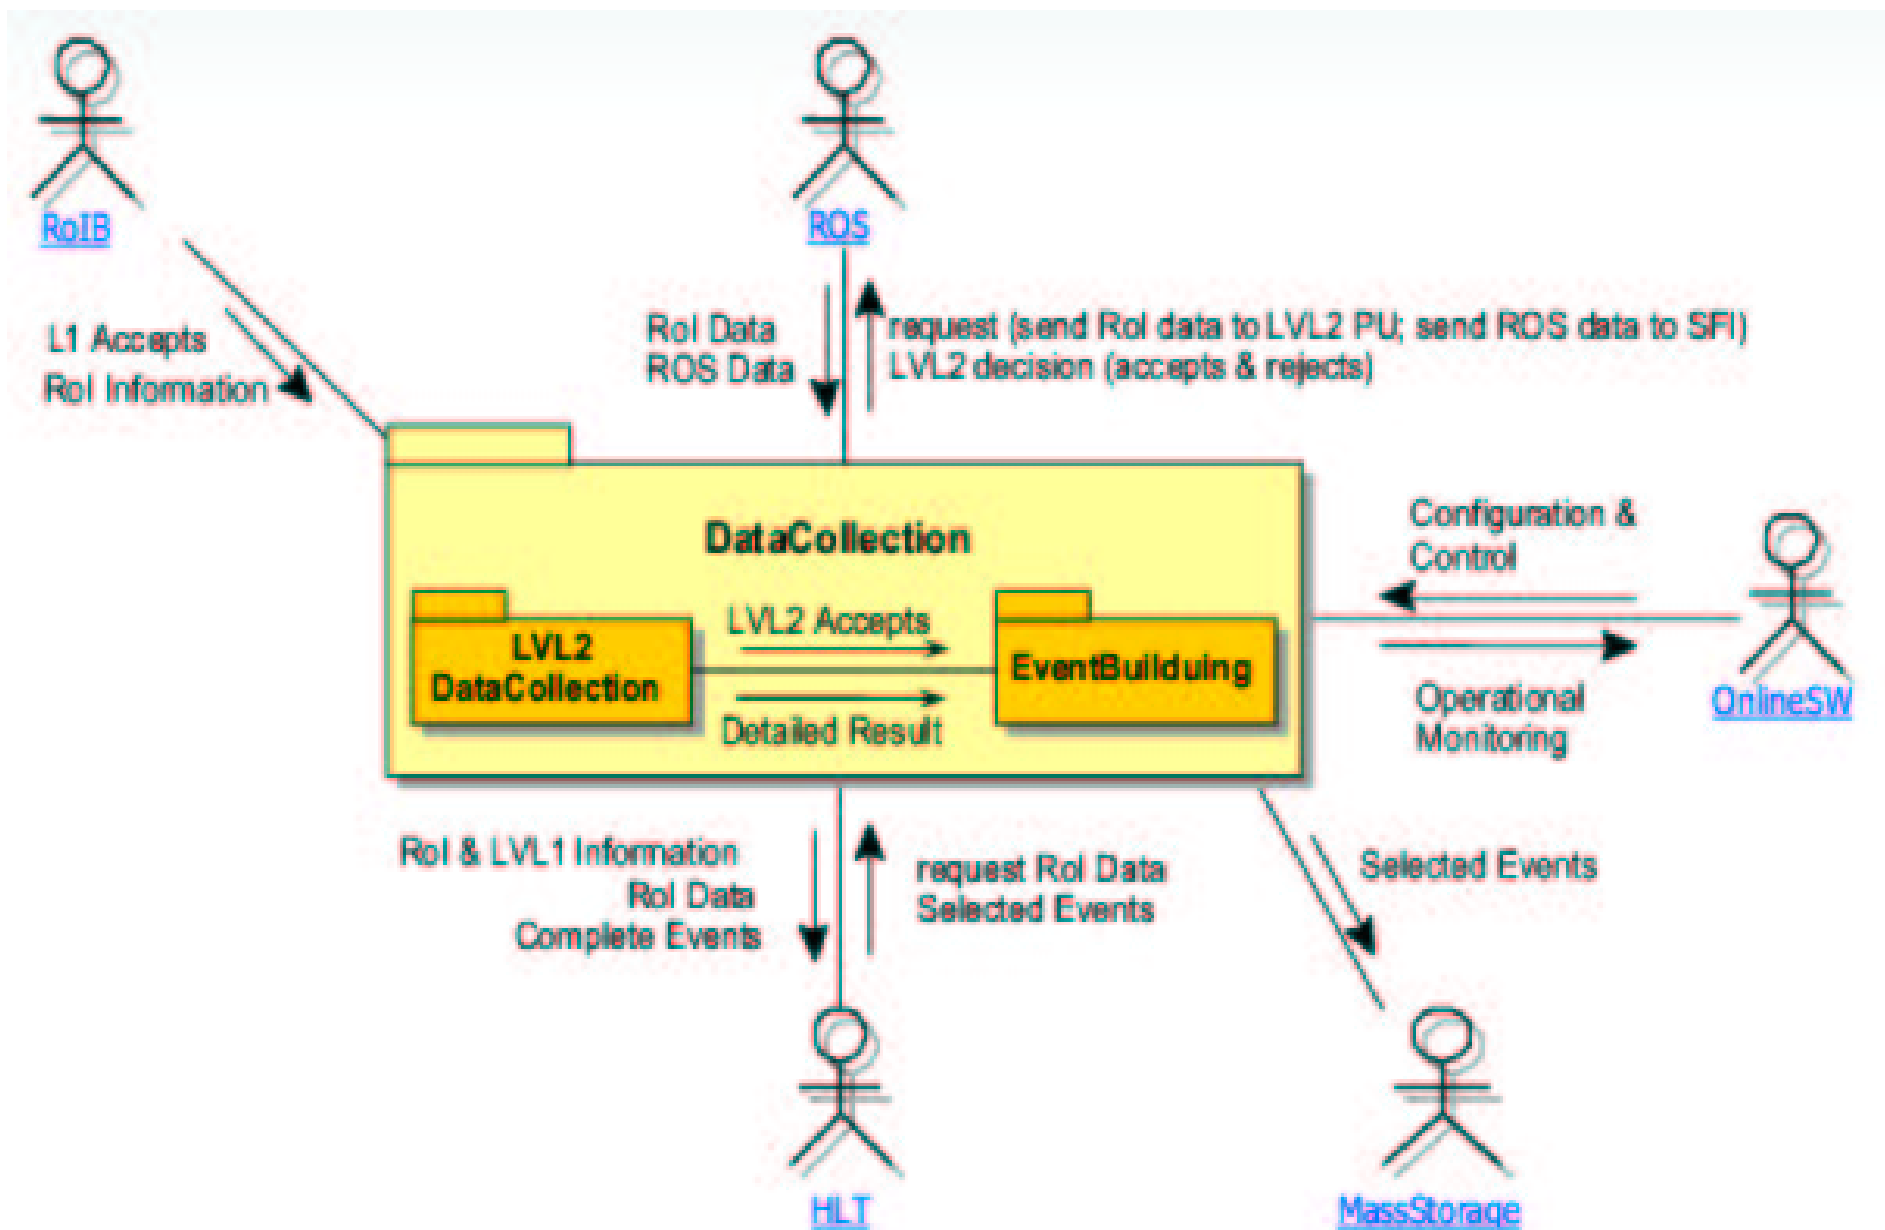 RoIB
ROS
L1 Accepts
RoI Information
RoI Data
ROS Data
request (send RoI data to LVL2 PU; send ROS data to SFI)
LVL2 decision (accepts & rejects)
DataCollection
LVL2
DataCollection
LVL2 Accepts
Detailed Result
EventBuilduing
Configuration &
Control
Operational
Monitoring
OnlineSW
RoI & LVL1 Information
RoI Data
Complete Events
request RoI Data
Selected Events
Selected Events
HLT
MassStorage